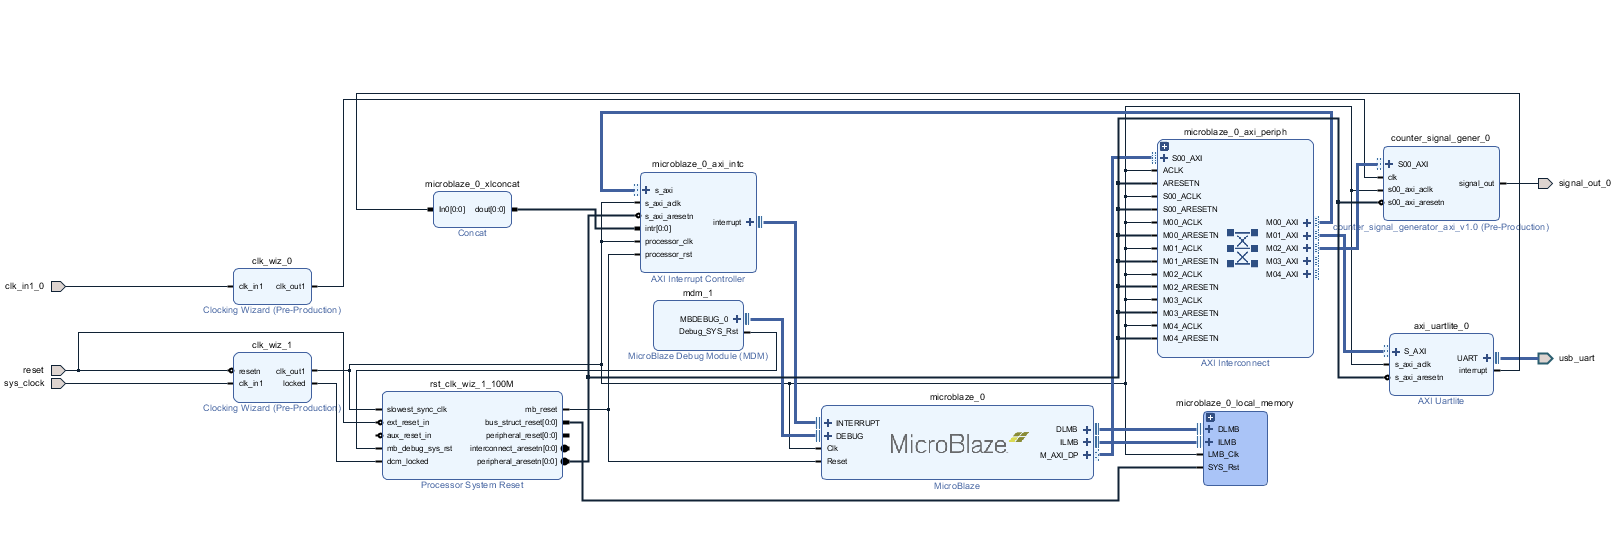 clk_in1_0
reset
sys_clock
clk_wiz_0
clk_in1 clk_out1
Clocking Wizard (Pre-Production)
clk_wiz_1
resetn clk_out1
clk_in1 locked
Clocking Wizard (Pre-Production)
microblaze_0_xlconcat
In0[0:0] dout[0:0]
Concat
rst_clk_wiz_1_100M
slowest_sync_clk mb_reset
ext_reset_in bus_struct_reset[0:0]
aux_reset_in peripheral_reset[0:0]
mb_debug_sys_rst interconnect_aresetn[0:0]
dcm_locked peripheral_aresetn[0:0]
Processor System Reset
microblaze_0_axi_intc
s_axi
s_axi_aclk
s_axi_aresetn
interrupt
intr[0:0]
processor_clk
processor_rst
AXI Interrupt Controller
mdm_1
MBDEBUG_0
Debug_SYS_Rst
MicroBlaze Debug Module (MDM)
microblaze_0
INTERRUPT
DEBUG
Clk
Reset
MicroBlaze
DLMB
ILMB
M_AXI_DP
MicroBlaze
microblaze_0_axi_periph
S00_AXI
ACLK
ARESETN
S00_ACLK
S00_ARESETN
M00_ACLK
M00_ARESETN
M01_ACLK
M01_ARESETN
M02_ACLK
M02_ARESETN
M03_ACLK
M03_ARESETN
M04_ACLK
M04_ARESETN
M00_AXI
M01_AXI
M02_AXI
M03_AXI
M04_AXI
AXI Interconnect
microblaze_0_local_memory
DLMB
ILMB
LMB_Clk
SYS_Rst
counter_signal_gener_0
S00_AXI
clk
s00_axi_aclk
s00_axi_aresetn
signal_out
counter_signal_generator_axi_v1.0 (Pre-Production)
axi_uartlite_0
S_AXI
s_axi_aclk
s_axi_aresetn
UART
interrupt
AXI Uartlite
signal_out_0
usb_uart